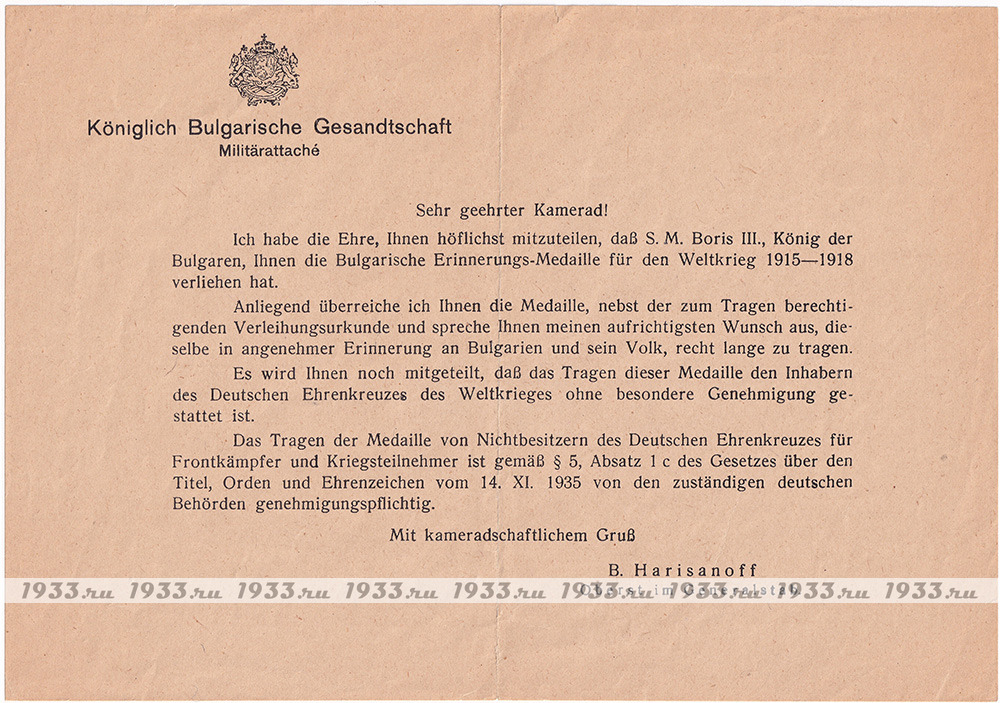 Königlich Bulgarische Gesandtschaft
Militärattaché
Sehr geehrter Kamerad!
Ich habe die Ehre, Ihnen höflichst mitzuteilen, daß S. M. Boris III., König der
Bulgaren, Ihnen die Bulgarische Erinnerungs-Medaille für den Weltkrieg 1915—1918
verliehen hat.
Anliegend überreiche ich Ihnen die Medaille, nebst der zum Tragen berechti-
genden Verleihungsurkunde und spreche Ihnen meinen aufrichtigsten Wunsch aus, die-
selbe in angenehmer Erinnerung an Bulgarien und sein Volk, recht lange zu tragen.
Es wird Ihnen noch mitgeteilt, daß das Tragen dieser Medaille den Inhabern
des Deutschen Ehrenkreuzes des Weltkrieges ohne besondere Genehmigung ge-
stattet ist.
Das Tragen der Medaille von Nichtbesitzern des Deutschen Ehrenkreuzes für
Frontkämpfer und Kriegsteilnehmer ist gemäß § 5, Absatz 1 c des Gesetzes über den
Titel, Orden und Ehrenzeichen vom 14. XI. 1935 von den zuständigen deutschen
Behörden genehmigungspflichtig.
Mit kameradschaftlichem Gruß
B. Harisanoff
Oberst im Generalstab
1933.ru 1933.ru 1933.ru 1933.ru 1933.ru 1933.ru 1933.ru 1933.ru 1933.ru